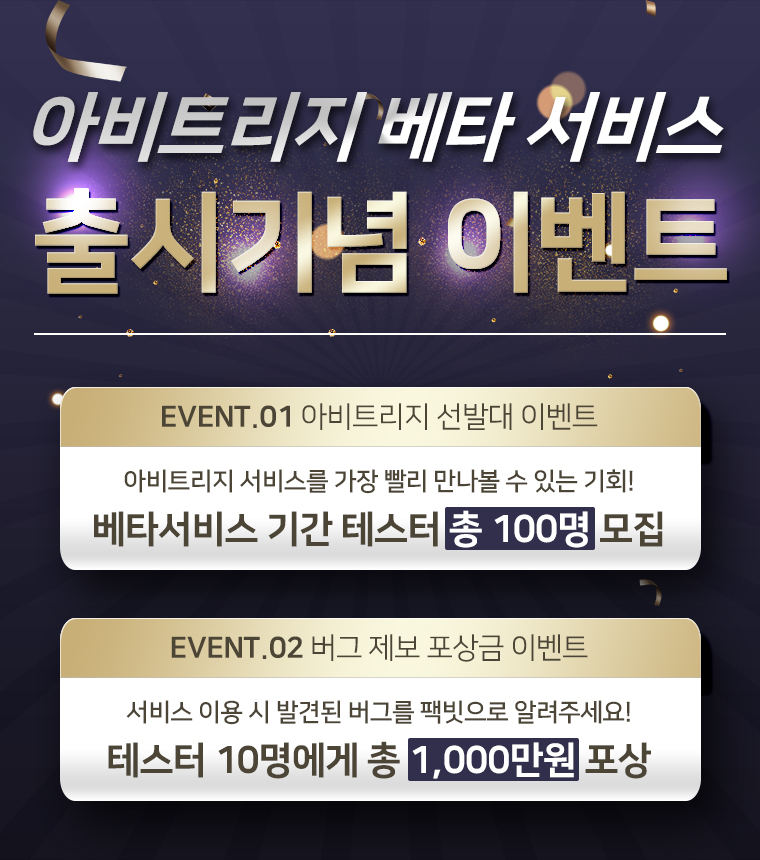 아비트리지 베타 서비스
출시기념 이벤트
EVENT.01 아비트리지 선발대 이벤트
아비트리지 서비스를 가장 빨리 만나볼 수 있는 기회!
베타서비스 기간 테스터 총 100명 모집
EVENT.02 버그 제보 포상금 이벤트
서비스 이용 시 발견된 버그를 팩빗으로 알려주세요!
테스터 10명에게 총 1,000만원 포상